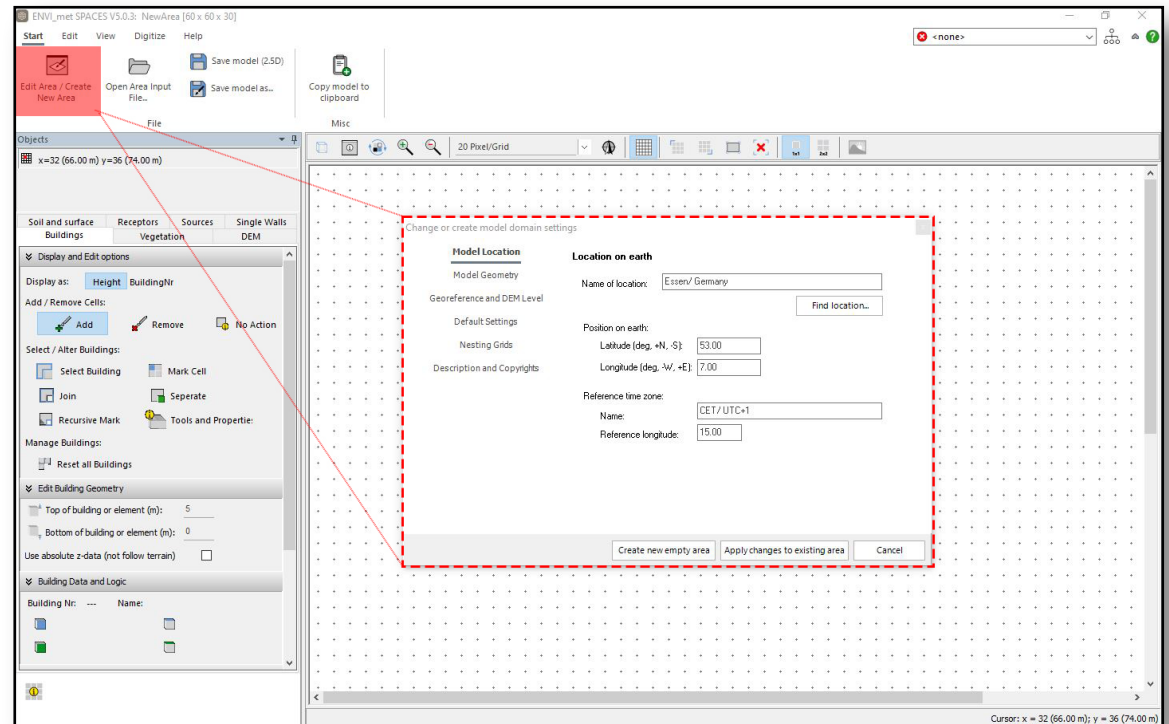 ENVI_met SPACES V5.0.3: NewArea [60 x 60 x 30]
Start Edit View Digitize Help
<none>
Edit Area / Create New Area
Open Area Input File...
Save model (2.5D)
Save model as...
Copy model to clipboard
File
Misc
Objects
x=32 (66.00 m) y=36 (74.00 m)
20 Pixel/Grid
Soil and surface Receptors Sources Single Walls
Buildings Vegetation DEM
Display and Edit options
Display as: Height BuildingNr
Add / Remove Cells:
Add Remove No Action
Select / Alter Buildings:
Select Building Mark Cell
Join Seperate
Recursive Mark Tools and Propertie:
Manage Buildings:
Reset all Buildings
Edit Building Geometry
Top of building or element (m): 5
Bottom of building or element (m): 0
Use absolute z-data (not follow terrain)
Building Data and Logic
Building Nr: --- Name:
Change or create model domain settings
Model Location
Model Geometry
Georeference and DEM Level
Default Settings
Nesting Grids
Description and Copyrights
Location on earth
Name of location: Essen/ Germany
Find location...
Position on earth:
Latitude (deg, +N, -S): 53.00
Longitude (deg, -W, +E): 7.00
Reference time zone:
Name: CET/ UTC+1
Reference longitude: 15.00
Create new empty area Apply changes to existing area Cancel
Cursor: x = 32 (66.00 m); y = 36 (74.00 m)